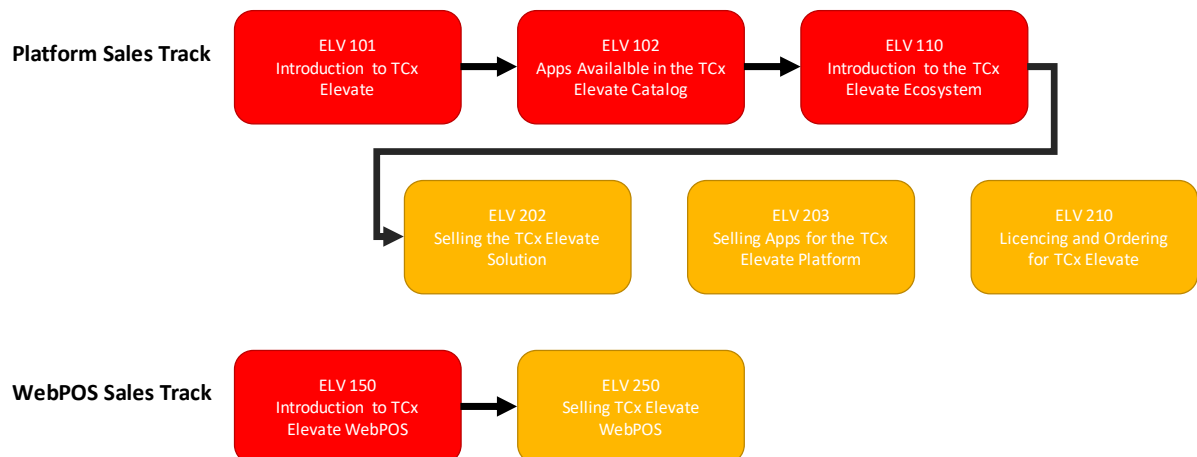 Platform Sales Track
ELV 101
Introduction to TCx
Elevate
ELV 102
Apps Availalble in the TCx
Elevate Catalog
ELV 110
Introduction to the TCx
Elevate Ecosystem
ELV 202
Selling the TCx Elevate
Solution
ELV 203
Selling Apps for the TCx
Elevate Platform
ELV 210
Licencing and Ordering
for TCx Elevate
WebPOS Sales Track
ELV 150
Introduction to TCx
Elevate WebPOS
ELV 250
Selling TCx Elevate
WebPOS